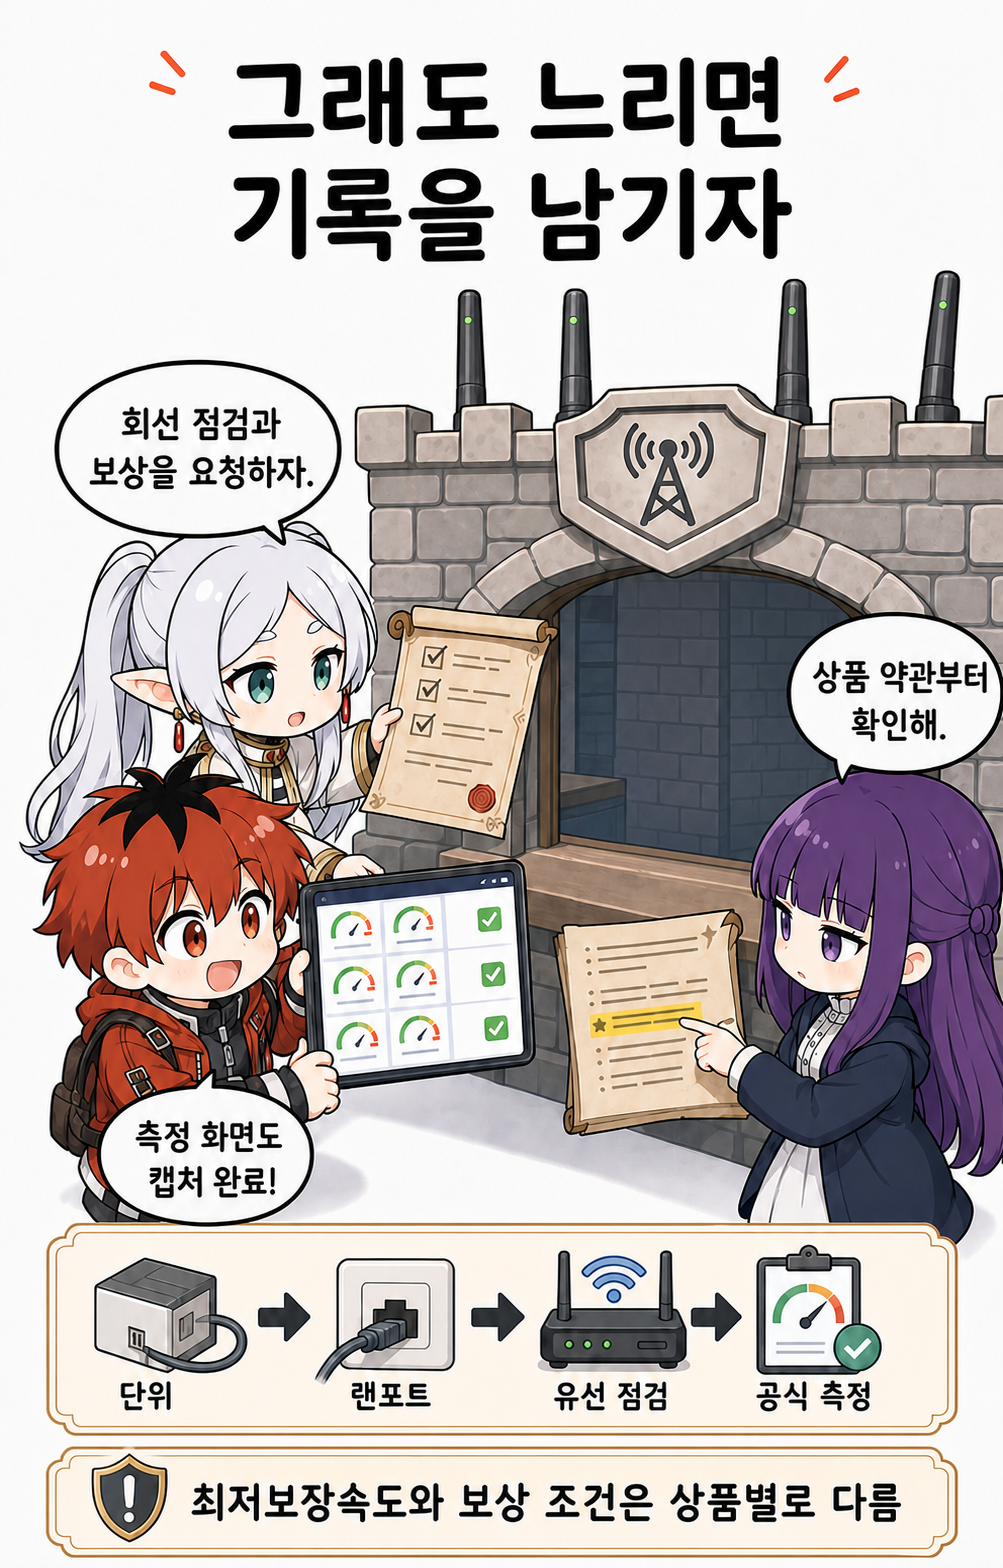 그래도 느리면
기록을 남기자
회선 점검과
보상을 요청하자.
상품 약관부터
확인해.
측정 화면도
캡처 완료!
단위
랜포트
유선 점검
공식 측정
최저보장속도와 보상 조건은 상품별로 다름